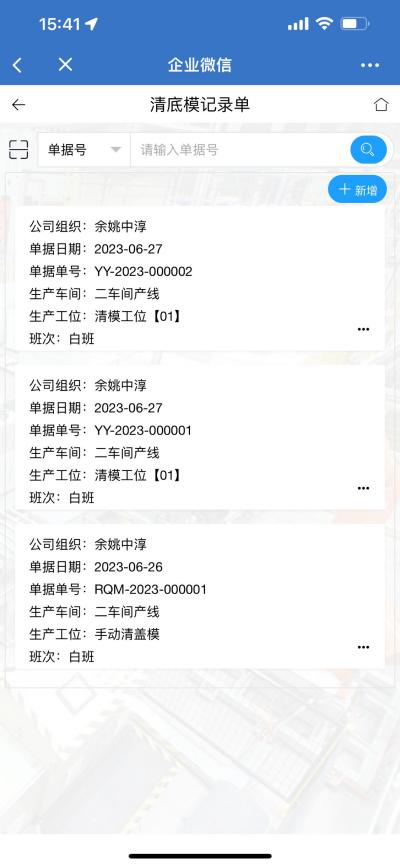 15:41
企业微信
清底模记录单
单据号
请输入单据号
新增
公司组织：余姚中淳
单据日期：2023-06-27
单据单号：YY-2023-000002
生产车间：二车间产线
生产工位：清模工位【01】
班次：白班
公司组织：余姚中淳
单据日期：2023-06-27
单据单号：YY-2023-000001
生产车间：二车间产线
生产工位：清模工位【01】
班次：白班
公司组织：余姚中淳
单据日期：2023-06-26
单据单号：RQM-2023-000001
生产车间：二车间产线
生产工位：手动清盖模
班次：白班